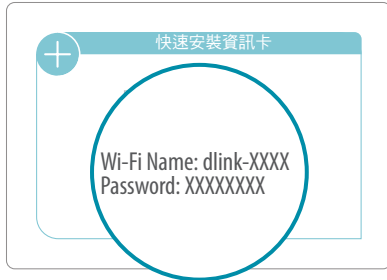 快速安裝資訊卡
Wi-Fi Name: dlink-XXXX
Password: XXXXXXXX